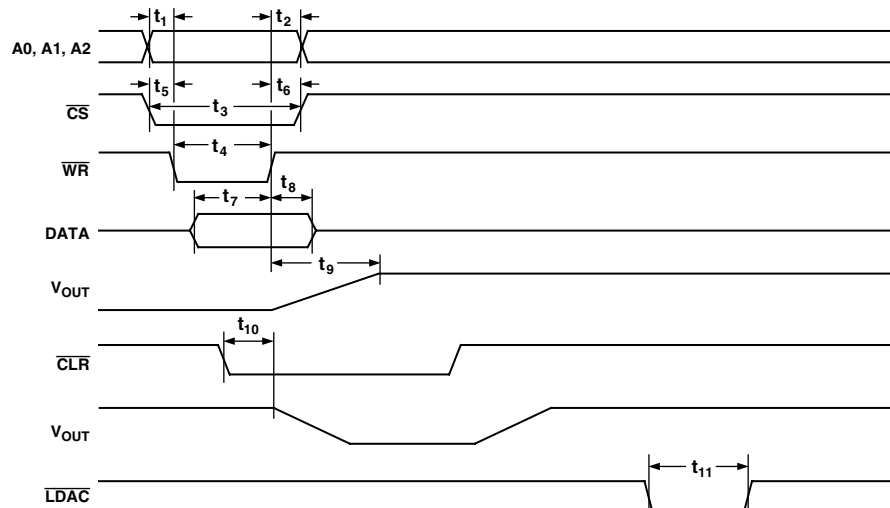 t1 t2
A0, A1, A2
t5 t6
t3
CS
t4
WR
t7 t8
DATA
t9
VOUT
t10
CLR
VOUT
t11
LDAC